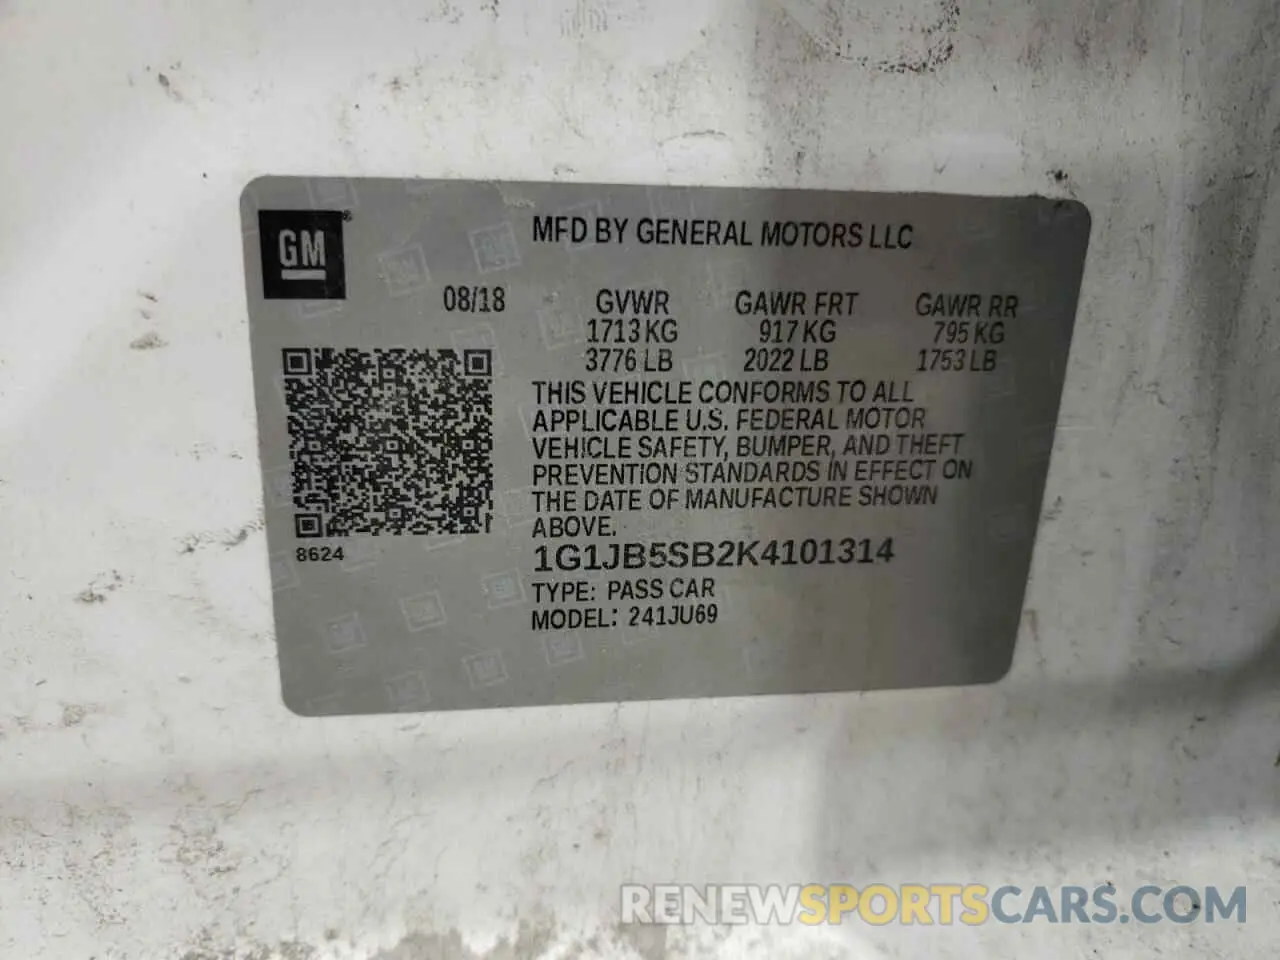 GM®
MFD BY GENERAL MOTORS LLC
08/18 GVWR GAWR FRT GAWR RR
1713 KG 917 KG 795 KG
3776 LB 2022 LB 1753 LB
THIS VEHICLE CONFORMS TO ALL
APPLICABLE U.S. FEDERAL MOTOR
VEHICLE SAFETY, BUMPER, AND THEFT
PREVENTION STANDARDS IN EFFECT ON
THE DATE OF MANUFACTURE SHOWN
ABOVE.
8624
1G1JB5SB2K4101314
TYPE: PASS CAR
MODEL: 241JU69
RENEWSPORTSCARS.COM